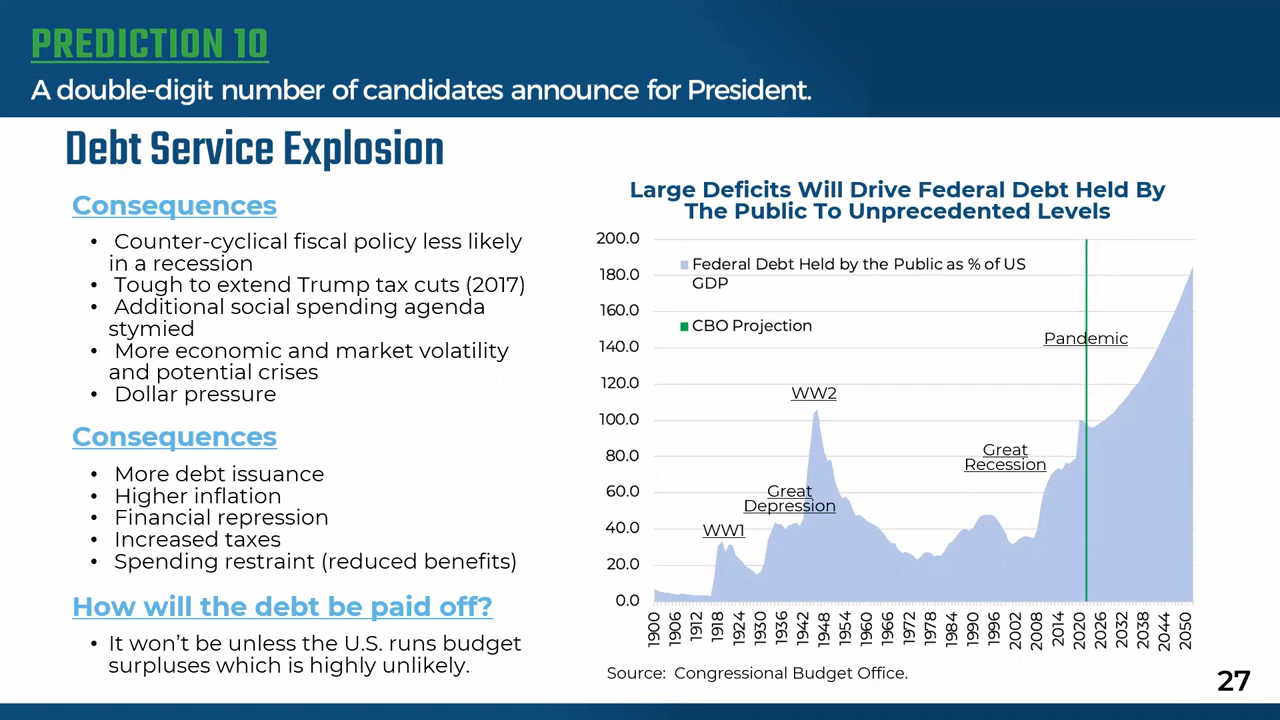 PREDICTION 10
A double-digit number of candidates announce for President.
Debt Service Explosion
Consequences
• Counter-cyclical fiscal policy less likely
in a recession
• Tough to extend Trump tax cuts (2017)
• Additional social spending agenda
stymied
• More economic and market volatility
and potential crises
• Dollar pressure
Consequences
• More debt issuance
• Higher inflation
• Financial repression
• Increased taxes
• Spending restraint (reduced benefits)
How will the debt be paid off?
• It won’t be unless the U.S. runs budget
surpluses which is highly unlikely.
Large Deficits Will Drive Federal Debt Held By
The Public To Unprecedented Levels
200.0
180.0
160.0
140.0
120.0
100.0
80.0
60.0
40.0
20.0
0.0
Federal Debt Held by the Public as % of US
GDP
CBO Projection
Pandemic
WW2
Great
Recession
Great
Depression
WW1
1900
1906
1912
1918
1924
1930
1936
1942
1948
1954
1960
1966
1972
1978
1984
1990
1996
2002
2008
2014
2020
2026
2032
2038
2044
2050
Source: Congressional Budget Office.
27